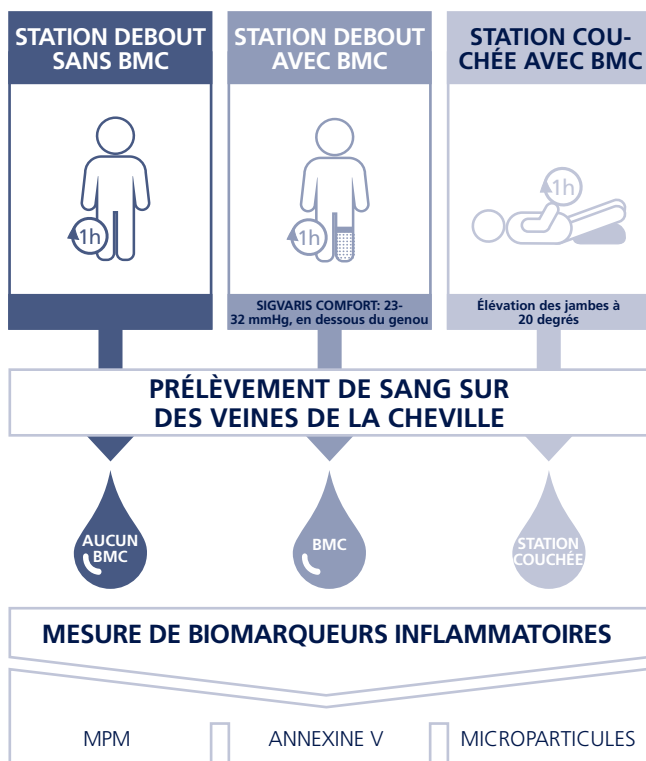 STATION DEBOUT
SANS BMC
STATION DEBOUT
AVEC BMC
STATION COU-
CHÉE AVEC BMC
1h
1h
1h
SIGVARIS COMFORT: 23-
32 mmHg, en dessous du genou
Élévation des jambes à
20 degrés
PRÉLÈVEMENT DE SANG SUR
DES VEINES DE LA CHEVILLE
AUCUN
BMC
BMC
STATION
COUCHÉE
MESURE DE BIOMARQUEURS INFLAMMATOIRES
MPM
ANNEXINE V
MICROPARTICULES